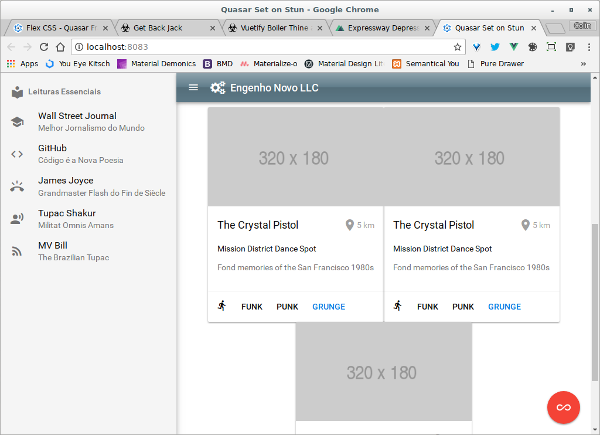 Quasar Set on Stun - Google Chrome
Flex CSS - Quasar Fr
Get Back Jack
Vuetify Boiler Thine
Expressway Depres
Quasar Set on Stun
Colin
localhost:8083
Apps
You Eye Kitsch
Material Demonics
BMD
Materialize-o
Material Design Lit
Semantical You
Pure Drawer
»
Leituras Essenciais
Wall Street Journal
Melhor Jornalismo do Mundo
GitHub
Código é a Nova Poesia
James Joyce
Grandmaster Flash do Fin de Siècle
Tupac Shakur
Militat Omnis Amans
MV Bill
The Brazilian Tupac
Engenho Novo LLC
320 x 180
The Crystal Pistol
5 km
Mission District Dance Spot
Fond memories of the San Francisco 1980s
FUNK PUNK GRUNGE
320 x 180
The Crystal Pistol
5 km
Mission District Dance Spot
Fond memories of the San Francisco 1980s
FUNK PUNK GRUNGE
320 x 180